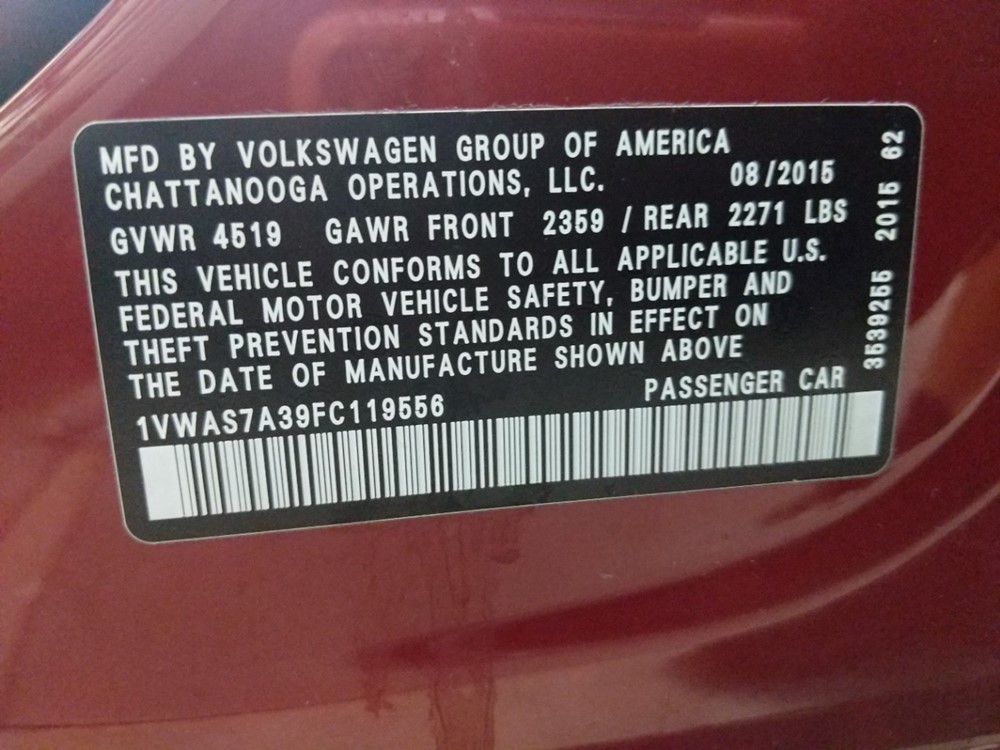 MFD BY VOLKSWAGEN GROUP OF AMERICA
CHATTANOOGA OPERATIONS, LLC. 08/2015
GVWR 4519 GAWR FRONT 2359 / REAR 2271 LBS
THIS VEHICLE CONFORMS TO ALL APPLICABLE U.S.
FEDERAL MOTOR VEHICLE SAFETY, BUMPER AND
THEFT PREVENTION STANDARDS IN EFFECT ON
THE DATE OF MANUFACTURE SHOWN ABOVE
1VWAS7A39FC119556 PASSENGER CAR
3539255 2015 62